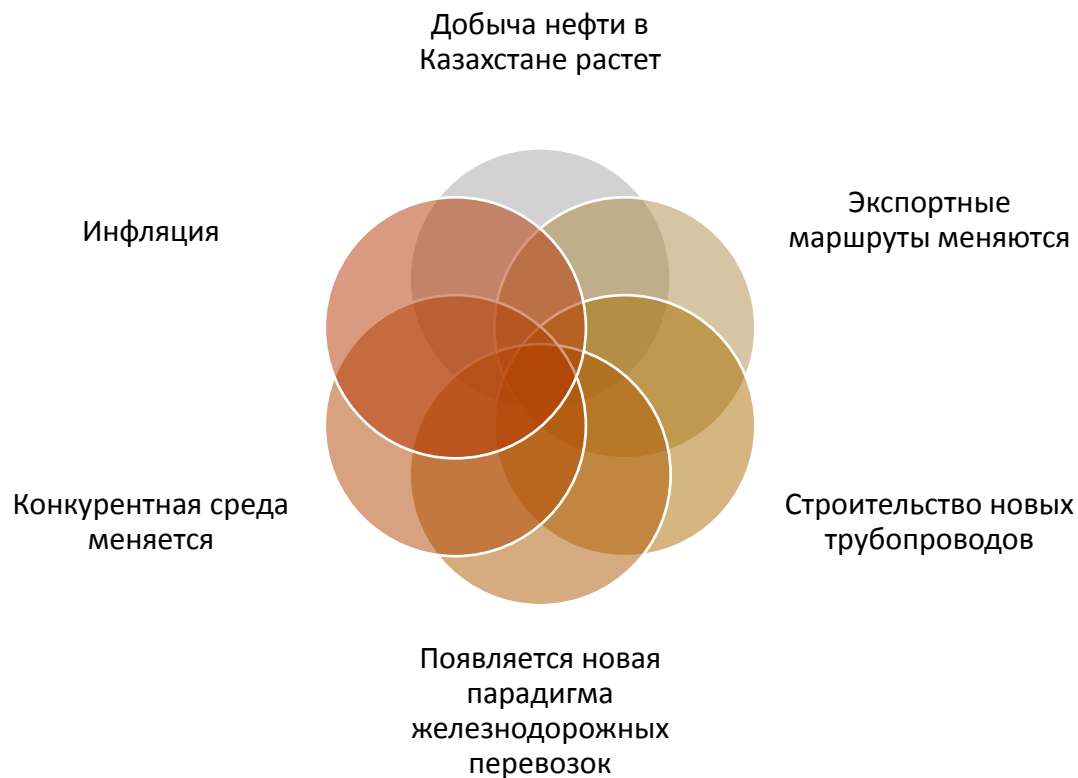 Добыча нефти в
Казахстане растет
Экспортные
маршруты меняются
Строительство новых
трубопроводов
Появляется новая
парадигма
железнодорожных
перевозок
Конкурентная среда
меняется
Инфляция